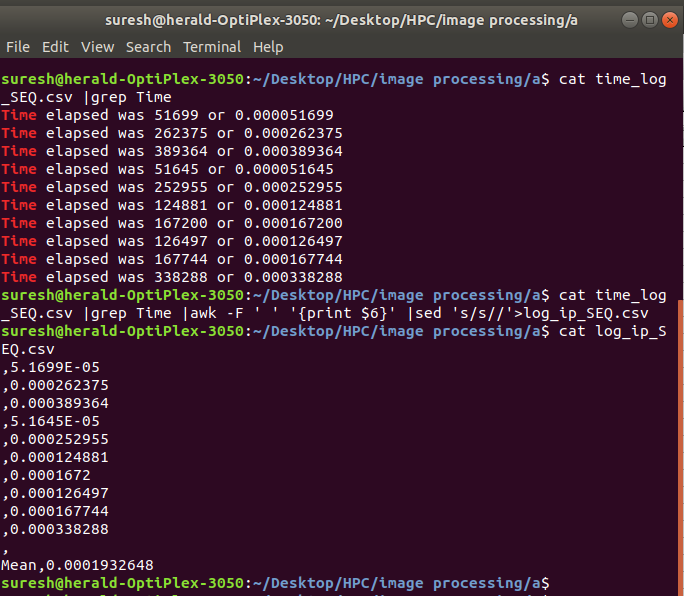 suresh@herald-OptiPlex-3050: ~/Desktop/HPC/image processing/a
File Edit View Search Terminal Help
suresh@herald-OptiPlex-3050:~/Desktop/HPC/image processing/a$ cat time_log
_SEQ.csv |grep Time
Time elapsed was 51699 or 0.000051699
Time elapsed was 262375 or 0.000262375
Time elapsed was 389364 or 0.000389364
Time elapsed was 51645 or 0.000051645
Time elapsed was 252955 or 0.000252955
Time elapsed was 124881 or 0.000124881
Time elapsed was 167200 or 0.000167200
Time elapsed was 126497 or 0.000126497
Time elapsed was 167744 or 0.000167744
Time elapsed was 338288 or 0.000338288
suresh@herald-OptiPlex-3050:~/Desktop/HPC/image processing/a$ cat time_log
_SEQ.csv |grep Time |awk -F ' ' '{print $6}' |sed 's/s//'>log_ip_SEQ.csv
suresh@herald-OptiPlex-3050:~/Desktop/HPC/image processing/a$ cat log_ip_S
EQ.csv
,5.1699E-05
,0.000262375
,0.000389364
,5.1645E-05
,0.000252955
,0.000124881
,0.0001672
,0.000126497
,0.000167744
,0.000338288
,
Mean,0.0001932648
suresh@herald-OptiPlex-3050:~/Desktop/HPC/image processing/a$